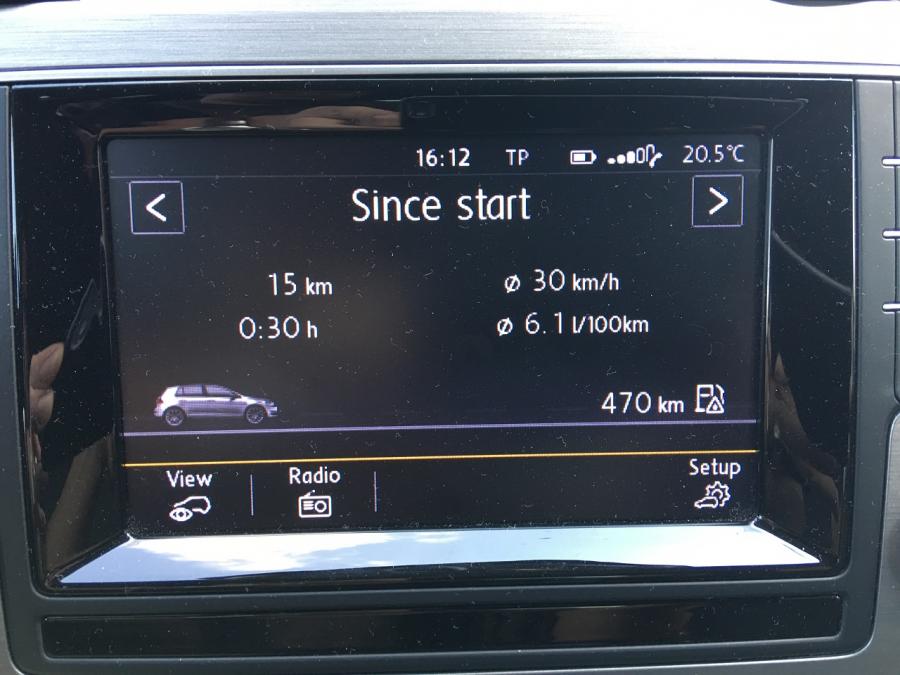 16:12 TP 20.5°C
< Since start >
15 km ⌀ 30 km/h
0:30 h ⌀ 6.1 l/100km
470 km
View Radio Setup